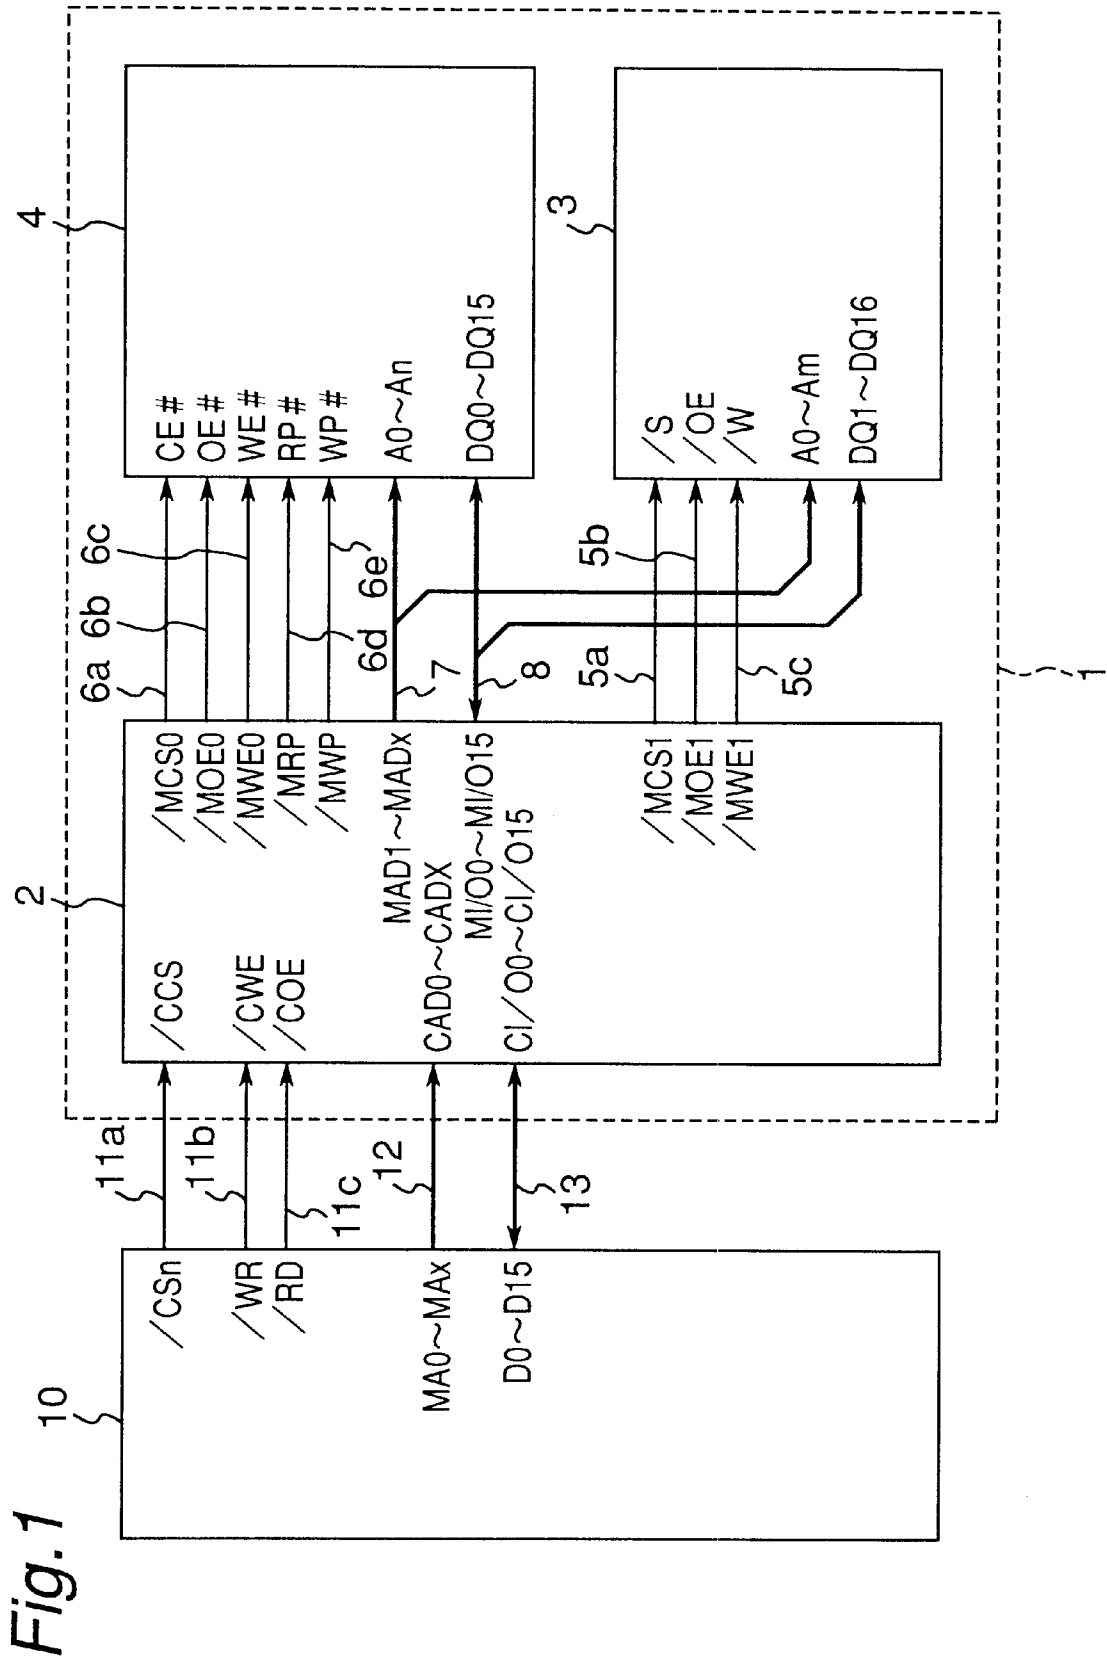 Fig.1
10
/CSn
/WR
/RD
MA0~MAx
D0~D15
11a
11b
11c
12
13
2
/CCS
/CWE
/COE
CAD0~CADX
CI/O0~CI/O15
/MCS0
/MOE0
/MWE0
/MRP
/MWP
MAD1~MADx
MI/O0~MI/O15
/MCS1
/MOE1
/MWE1
6a
6b
6c
6d
6e
7
8
5a
5b
5c
4
CE#
OE#
WE#
RP#
WP#
A0~An
DQ0~DQ15
3
/S
/OE
/W
A0~Am
DQ1~DQ16
1